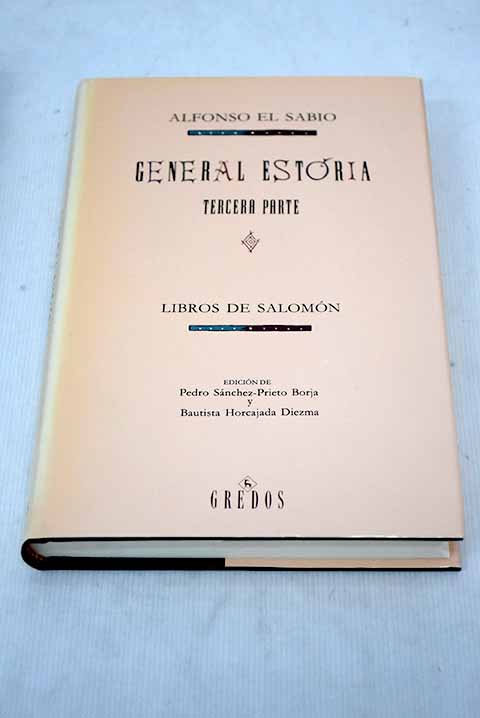 ALFONSO EL SABIO
GENERAL ESTORIA
TERCERA PARTE
LIBROS DE SALOMÓN
EDICIÓN DE
Pedro Sánchez-Prieto Borja
y
Bautista Horcajada Diezma
GREDOS